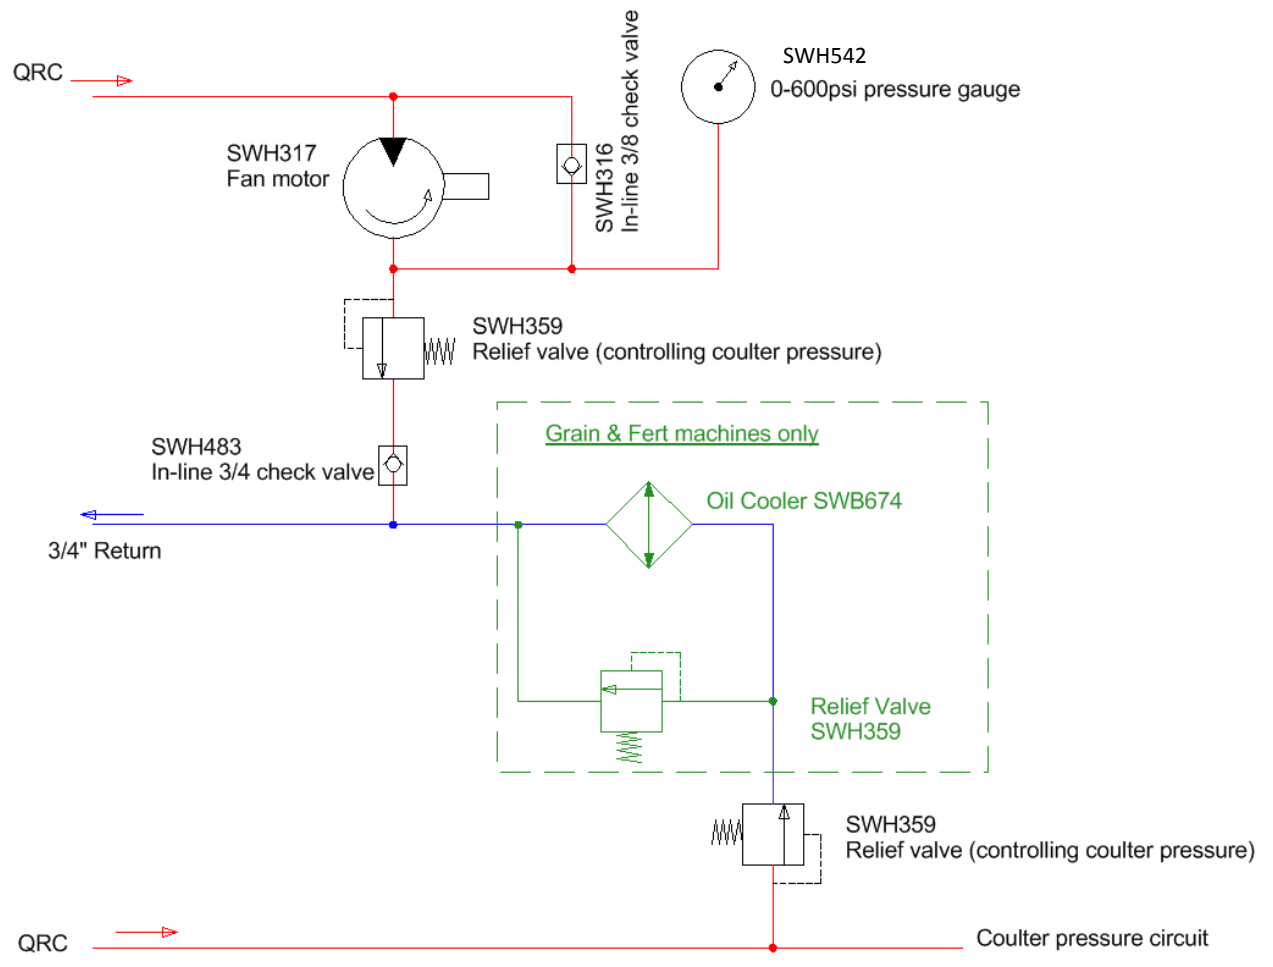 QRC
SWH542
0-600psi pressure gauge
SWH317
Fan motor
SWH316
In-line 3/8 check valve
SWH359
Relief valve (controlling coulter pressure)
SWH483
In-line 3/4 check valve
Grain & Fert machines only
Oil Cooler SWB674
3/4" Return
Relief Valve
SWH359
SWH359
Relief valve (controlling coulter pressure)
QRC
Coulter pressure circuit